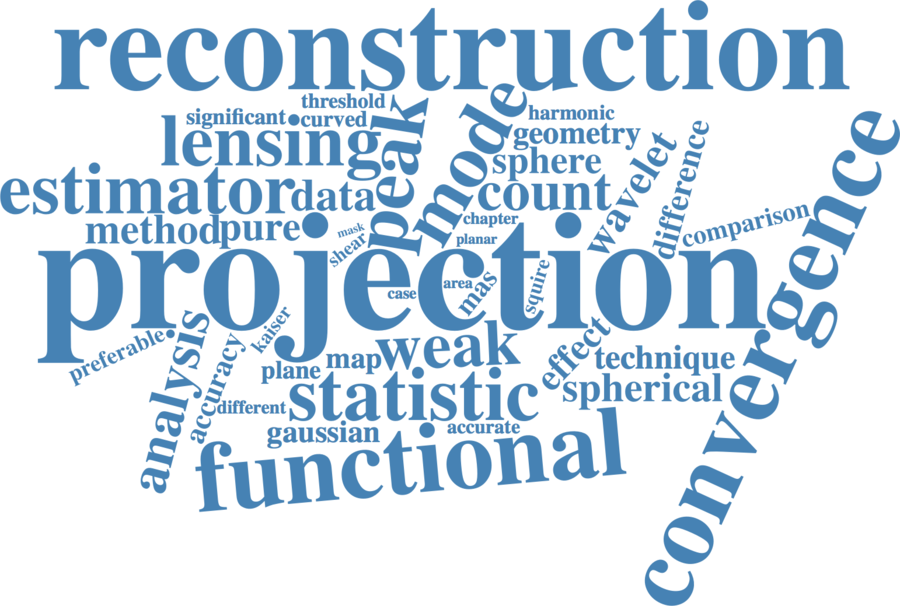 reconstruction
threshold
significant
curved
harmonic
lensing
peak
mode
geometry
sphere
wavelet
difference
convergence
estimator
data
count
method
pure
mask
shear
chapter
planar
comparison
projection
case
area
mas
squire
preferable
analysis
accuracy
kaiser
plane
map
weak
effect
technique
different
statistic
spherical
gaussian
accurate
functional